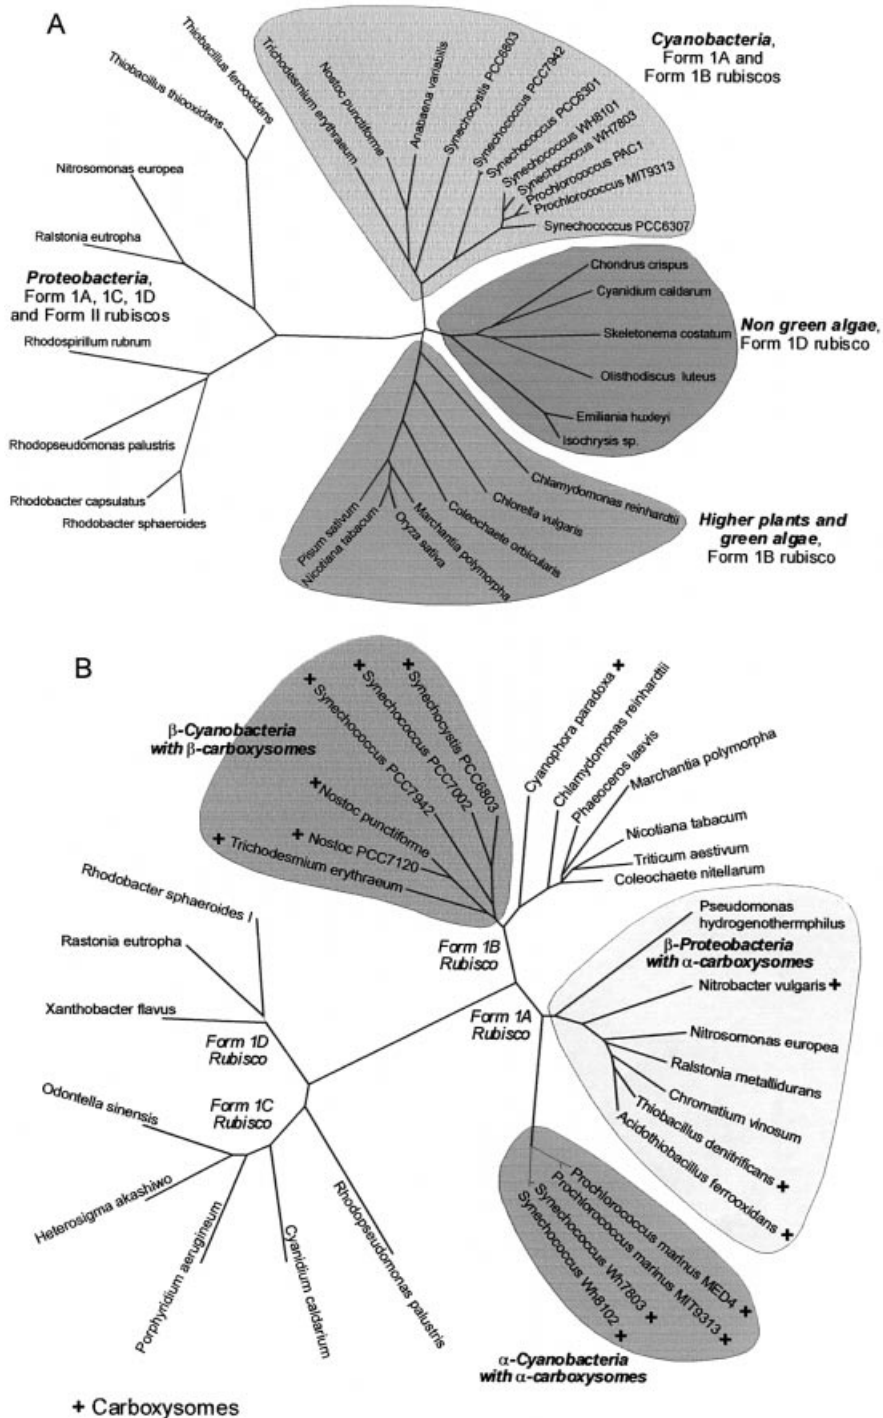 A
Thiobacillus ferooxidans
Thiobacillus thiooxidans
Nitrosomonas europea
Ralstonia eutropha
Proteobacteria,
Form 1A, 1C, 1D
and Form II rubiscos
Rhodospirillum rubrum
Rhodopseudomonas palustris
Rhodobacter capsulatus
Rhodobacter sphaeroides
Trichodesmium erythraeum
Nostoc punctiforme
Anabaena variabilis
Synechocystis PCC6803
Synechococcus PCC7942
Synechococcus PCC6301
Synechococcus WH8101
Synechococcus WH7803
Prochlorococcus PAC1
Prochlorococcus MIT9313
Synechococcus PCC6307
Cyanobacteria,
Form 1A and
Form 1B rubiscos
Chondrus crispus
Cyanidium caldarum
Skeletonema costatum
Olisthodiscus luteus
Emiliania huxleyi
Isochrysis sp.
Non green algae,
Form 1D rubisco
Chlamydomonas reinhardtii
Chlorella vulgaris
Coleochaete orbicularis
Marchantia polymorpha
Oryza sativa
Nicotiana tabacum
Pisum sativum
Higher plants and
green algae,
Form 1B rubisco
B
β-Cyanobacteria
with β-carboxysomes
+ Synechocystis PCC6803
+ Synechococcus PCC7002
+ Synechococcus PCC7942
+ Nostoc punctiforme
+ Nostoc PCC7120
+ Trichodesmium erythraeum
Cyanophora paradoxa +
Chlamydomonas reinhardtii
Phaeoceros laevis
Marchantia polymorpha
Nicotiana tabacum
Triticum aestivum
Coleochaete nitellarum
Form 1B
Rubisco
Pseudomonas
hydrogenothermphilus
β-Proteobacteria
with α-carboxysomes
Nitrobacter vulgaris +
Nitrosomonas europea
Ralstonia metallidurans
Chromatium vinosum
Thiobacillus denitrificans +
Acidothiobacillus ferrooxidans +
Form 1A
Rubisco
Prochlorococcus marinus MED4 +
Prochlorococcus marinus MIT9313 +
Synechococcus Wh7803 +
Synechococcus Wh8102 +
α-Cyanobacteria
with α-carboxysomes
Rhodobacter sphaeroides I
Rastonia eutropha
Xanthobacter flavus
Form 1D
Rubisco
Form 1C
Rubisco
Odontella sinensis
Heterosigma akashiwo
Porphyridium aerugineum
Cyanidium caldarium
Rhodopseudomonas palustris
+ Carboxysomes